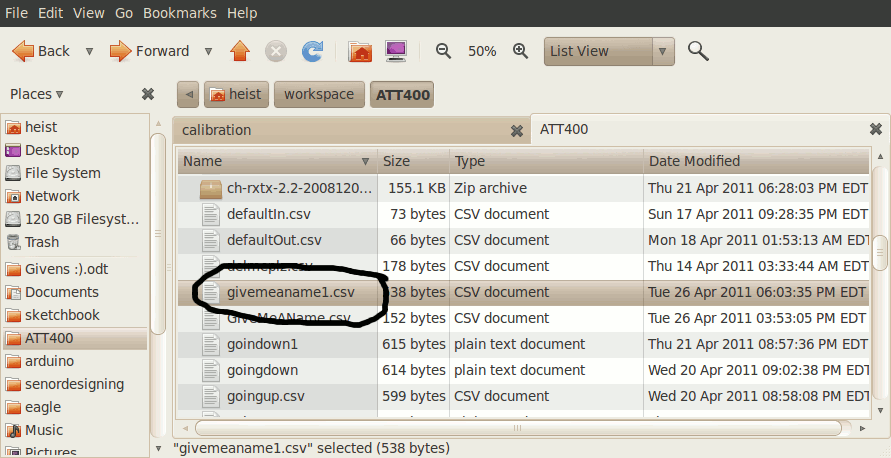 File Edit View Go Bookmarks Help
Back Forward 50% List View
Places heist workspace ATT400
calibration ATT400
Name Size Type Date Modified
ch-rxtx-2.2-2008120... 155.1 KB Zip archive Thu 21 Apr 2011 06:28:03 PM EDT
defaultIn.csv 73 bytes CSV document Sun 17 Apr 2011 09:28:35 PM EDT
defaultOut.csv 66 bytes CSV document Mon 18 Apr 2011 01:53:13 AM EDT
178 bytes CSV document Thu 14 Apr 2011 03:33:44 AM EDT
givemeaname1.csv 38 bytes CSV document Tue 26 Apr 2011 06:03:35 PM EDT
GiveMeAName.csv 152 bytes CSV document Tue 26 Apr 2011 03:53:05 PM EDT
goindown1 615 bytes plain text document Thu 21 Apr 2011 08:57:36 PM EDT
goingdown 614 bytes plain text document Wed 20 Apr 2011 09:02:38 PM EDT
goingup.csv 599 bytes CSV document Wed 20 Apr 2011 08:58:08 PM EDT
heist
Desktop
File System
Network
120 GB Filesyst...
Trash
Givens :).odt
Documents
sketchbook
ATT400
arduino
senordesigning
eagle
Music
Pictures
"givemeaname1.csv" selected (538 bytes)